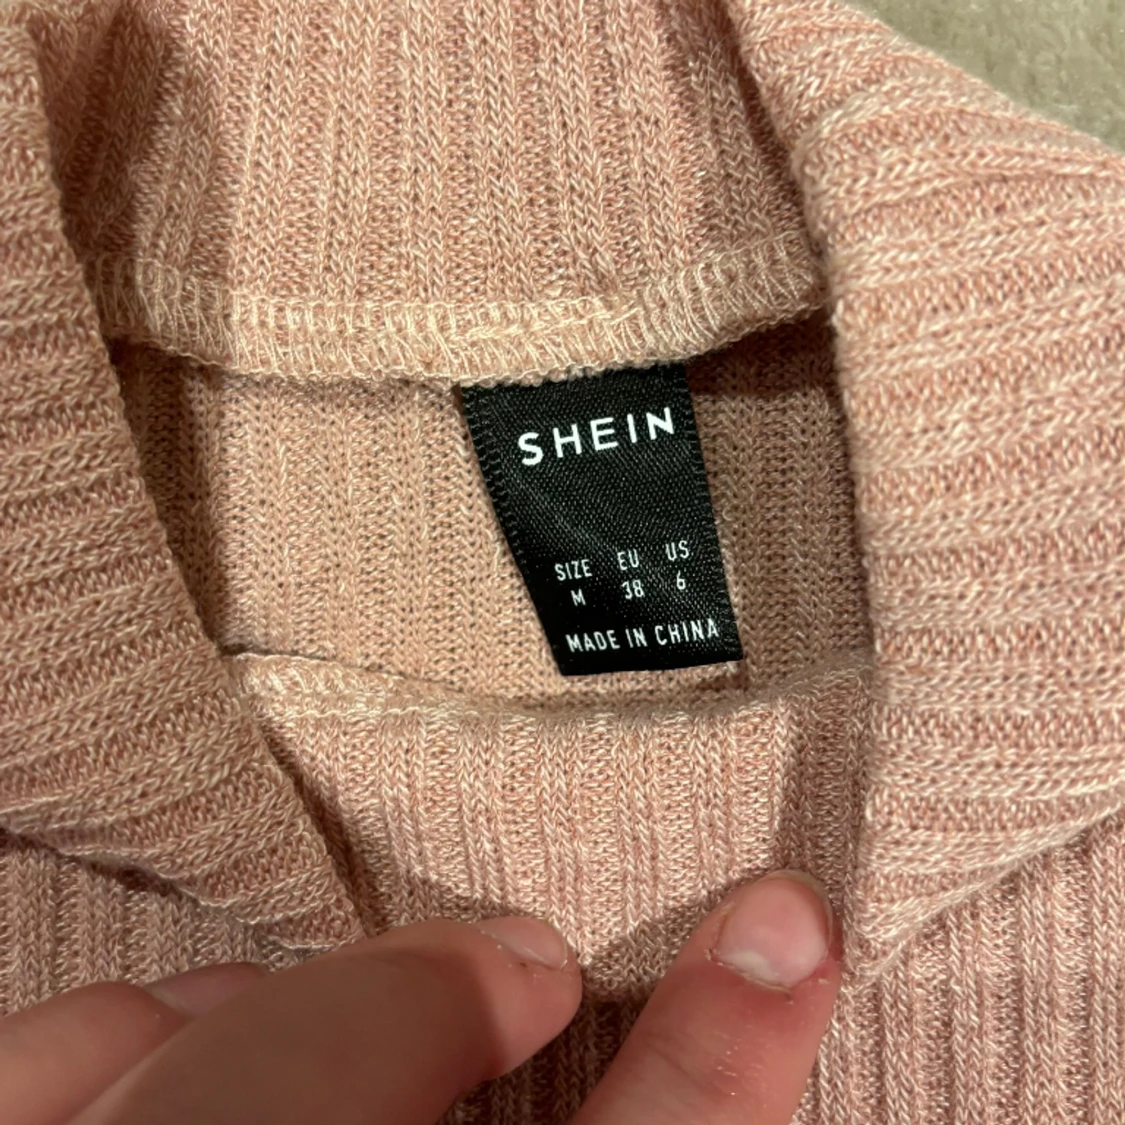 SHEIN
SIZE EU US
M 38 6
MADE IN CHINA